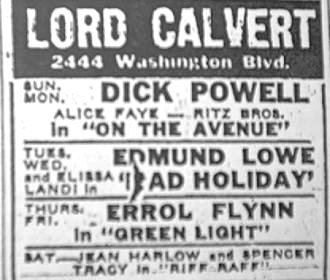 LORD CALVERT
2444 Washington Blvd.
SUN. MON. DICK POWELL
ALICE FAYE — RITZ BROS.
in "ON THE AVENUE"
TUES. WED. EDMUND LOWE
and ELISSA LANDI in "MAD HOLIDAY"
THURS. FRI. ERROL FLYNN
in "GREEN LIGHT"
SAT.—JEAN HARLOW and SPENCER
TRACY in "RIFF RAFF"